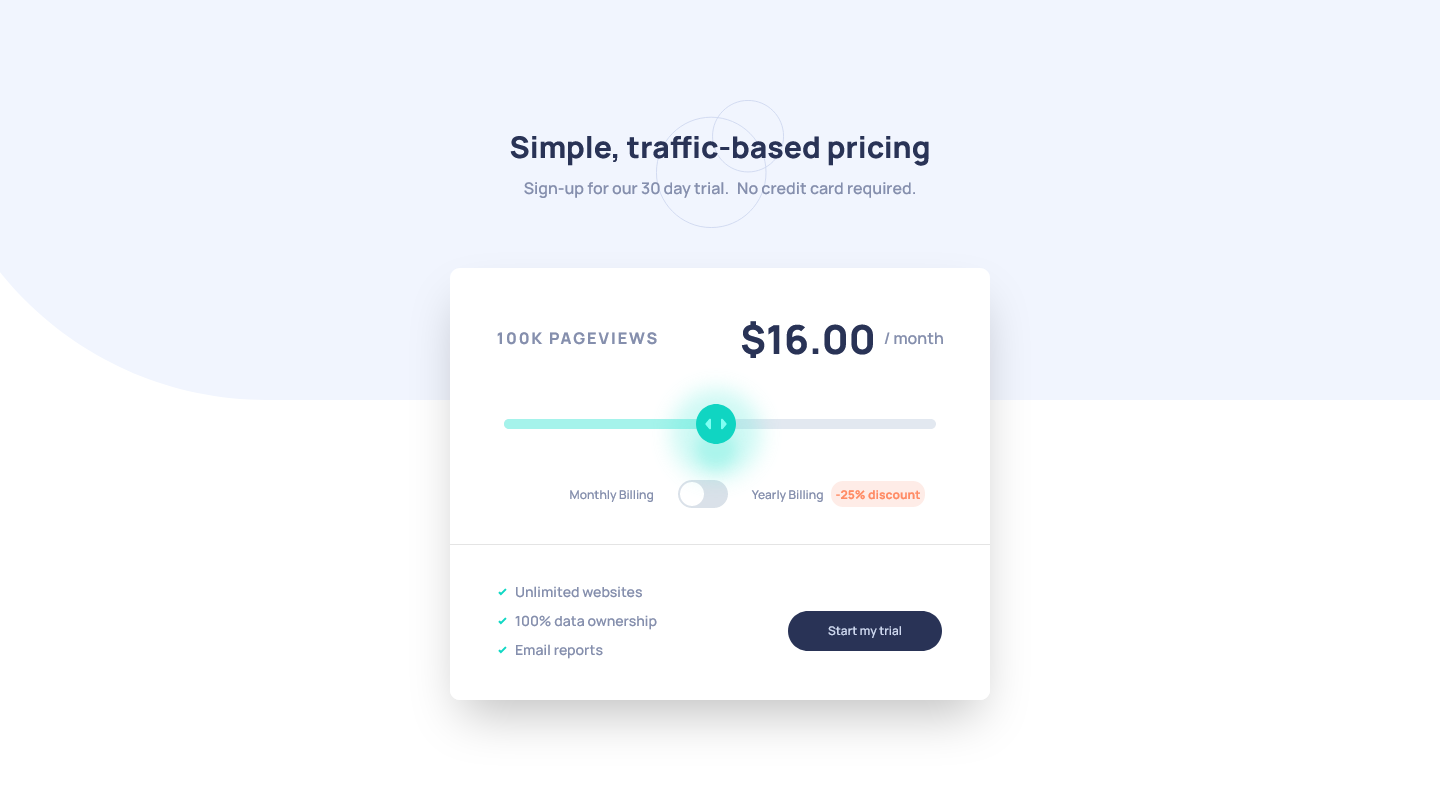 Simple, traffic-based pricing
Sign-up for our 30 day trial.  No credit card required.
100K PAGEVIEWS
$16.00 / month
Monthly Billing
Yearly Billing -25% discount
Unlimited websites
100% data ownership
Email reports
Start my trial